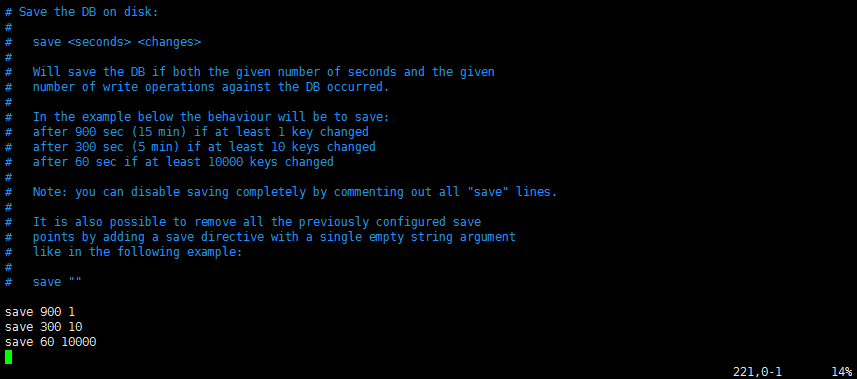 # Save the DB on disk:
#
#   save <seconds> <changes>
#
#   Will save the DB if both the given number of seconds and the given
#   number of write operations against the DB occurred.
#
#   In the example below the behaviour will be to save:
#   after 900 sec (15 min) if at least 1 key changed
#   after 300 sec (5 min) if at least 10 keys changed
#   after 60 sec if at least 10000 keys changed
#
#   Note: you can disable saving completely by commenting out all "save" lines.
#
#   It is also possible to remove all the previously configured save
#   points by adding a save directive with a single empty string argument
#   like in the following example:
#
#   save ""

save 900 1
save 300 10
save 60 10000
221,0-1       14%